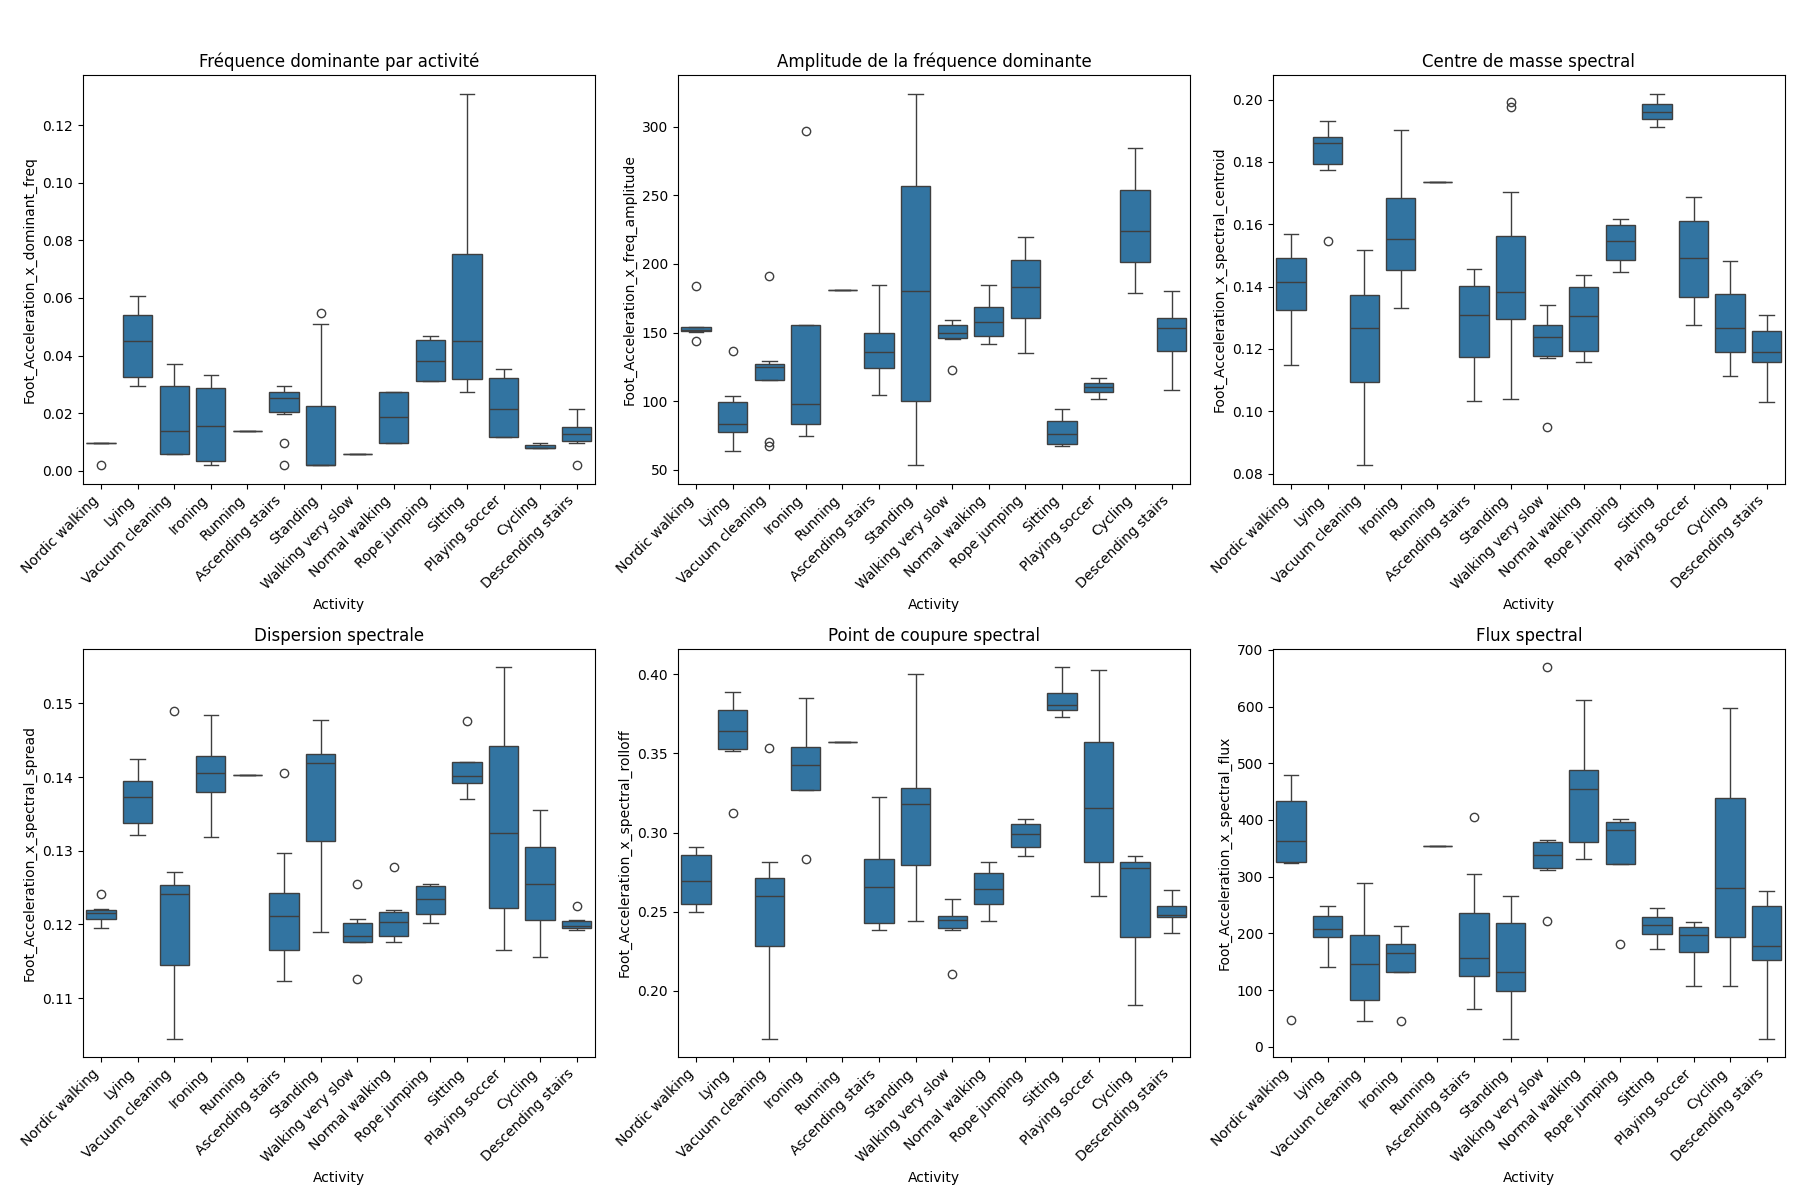 Fréquence dominante par activité
Foot_Acceleration_x_dominant_freq
0.12
0.10
0.08
0.06
0.04
0.02
0.00
Nordic walking
Lying
Vacuum cleaning
Ironing
Running
Ascending stairs
Standing
Walking very slow
Normal walking
Rope jumping
Sitting
Playing soccer
Cycling
Descending stairs
Activity
Amplitude de la fréquence dominante
Foot_Acceleration_x_freq_amplitude
300
250
200
150
100
50
Nordic walking
Lying
Vacuum cleaning
Ironing
Running
Ascending stairs
Standing
Walking very slow
Normal walking
Rope jumping
Sitting
Playing soccer
Cycling
Descending stairs
Activity
Centre de masse spectral
Foot_Acceleration_x_spectral_centroid
0.20
0.18
0.16
0.14
0.12
0.10
0.08
Nordic walking
Lying
Vacuum cleaning
Ironing
Running
Ascending stairs
Standing
Walking very slow
Normal walking
Rope jumping
Sitting
Playing soccer
Cycling
Descending stairs
Activity
Dispersion spectrale
Foot_Acceleration_x_spectral_spread
0.15
0.14
0.13
0.12
0.11
Nordic walking
Lying
Vacuum cleaning
Ironing
Running
Ascending stairs
Standing
Walking very slow
Normal walking
Rope jumping
Sitting
Playing soccer
Cycling
Descending stairs
Activity
Point de coupure spectral
Foot_Acceleration_x_spectral_rolloff
0.40
0.35
0.30
0.25
0.20
Nordic walking
Lying
Vacuum cleaning
Ironing
Running
Ascending stairs
Standing
Walking very slow
Normal walking
Rope jumping
Sitting
Playing soccer
Cycling
Descending stairs
Activity
Flux spectral
Foot_Acceleration_x_spectral_flux
700
600
500
400
300
200
100
0
Nordic walking
Lying
Vacuum cleaning
Ironing
Running
Ascending stairs
Standing
Walking very slow
Normal walking
Rope jumping
Sitting
Playing soccer
Cycling
Descending stairs
Activity